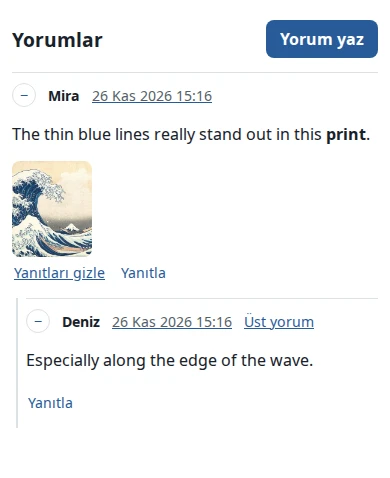 Yorumlar
Yorum yaz
− Mira 26 Kas 2026 15:16
The thin blue lines really stand out in this print.
Yanıtları gizle Yanıtla
− Deniz 26 Kas 2026 15:16 Üst yorum
Especially along the edge of the wave.
Yanıtla